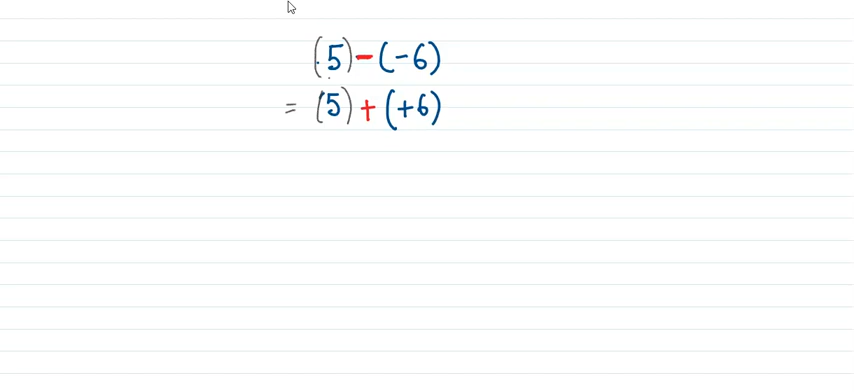 (5) - (-6)
= (5) + (+6)